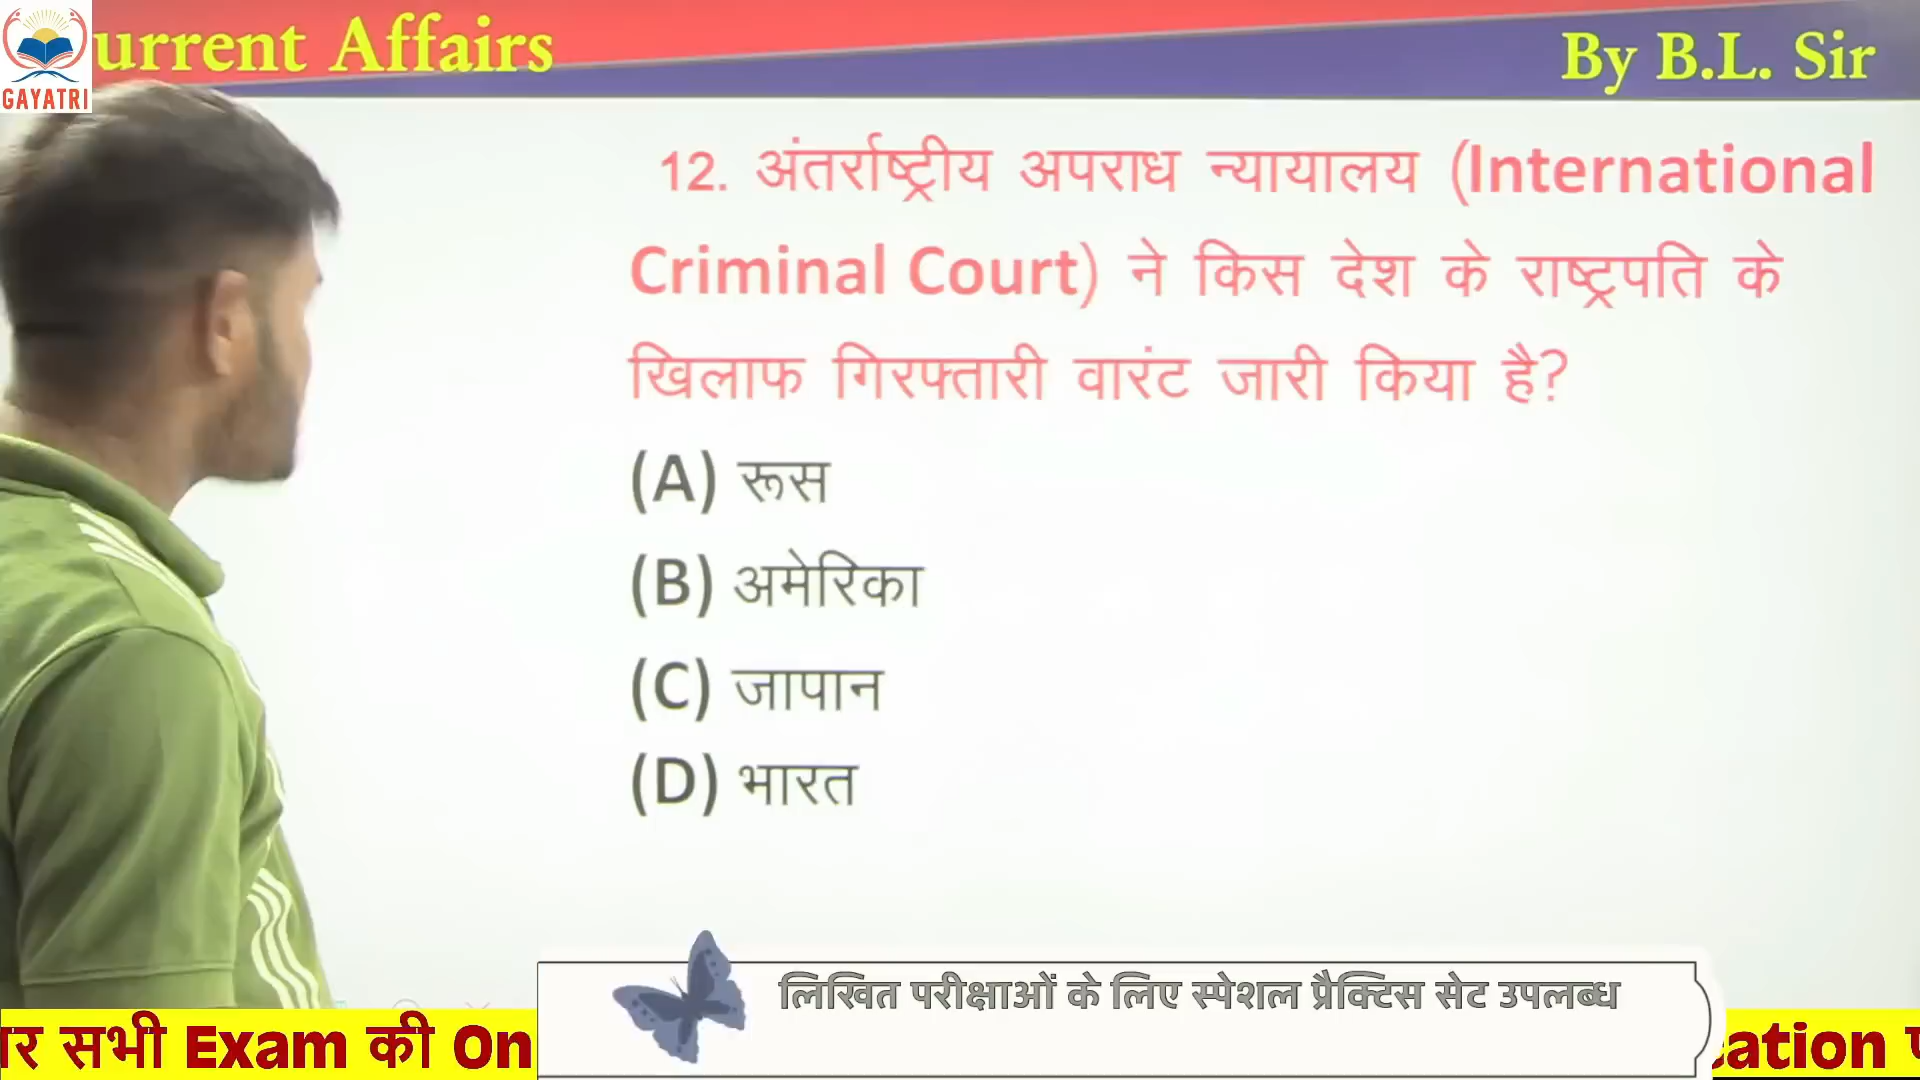 urrent Affairs
By B.L. Sir
GAYATRI
12. अंतर्राष्ट्रीय अपराध न्यायालय (International
Criminal Court) ने किस देश के राष्ट्रपति के
खिलाफ गिरफ्तारी वारंट जारी किया है?
(A) रूस
(B) अमेरिका
(C) जापान
(D) भारत
लिखित परीक्षाओं के लिए स्पेशल प्रैक्टिस सेट उपलब्ध
र सभी Exam की On
ation